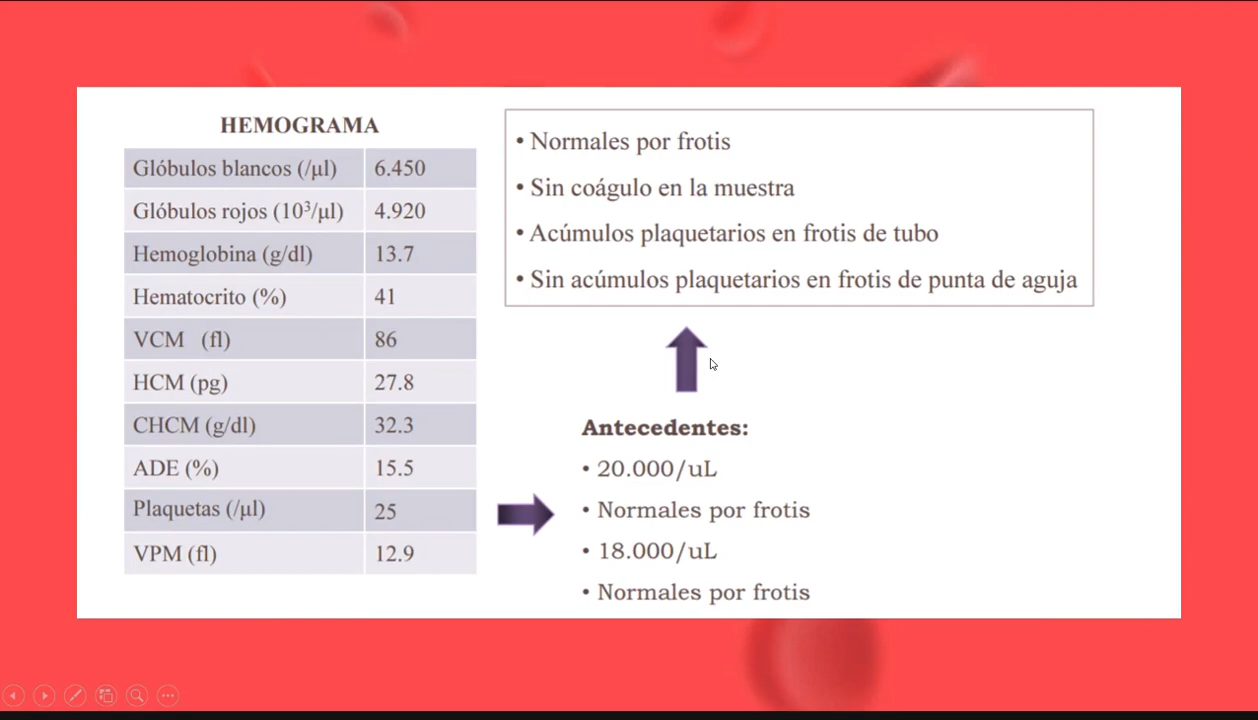 HEMOGRAMA
Glóbulos blancos (/µl) 6.450
Glóbulos rojos (10³/µl) 4.920
Hemoglobina (g/dl) 13.7
Hematocrito (%) 41
VCM (fl) 86
HCM (pg) 27.8
CHCM (g/dl) 32.3
ADE (%) 15.5
Plaquetas (/µl) 25
VPM (fl) 12.9
• Normales por frotis
• Sin coágulo en la muestra
• Acúmulos plaquetarios en frotis de tubo
• Sin acúmulos plaquetarios en frotis de punta de aguja
Antecedentes:
• 20.000/uL
• Normales por frotis
• 18.000/uL
• Normales por frotis